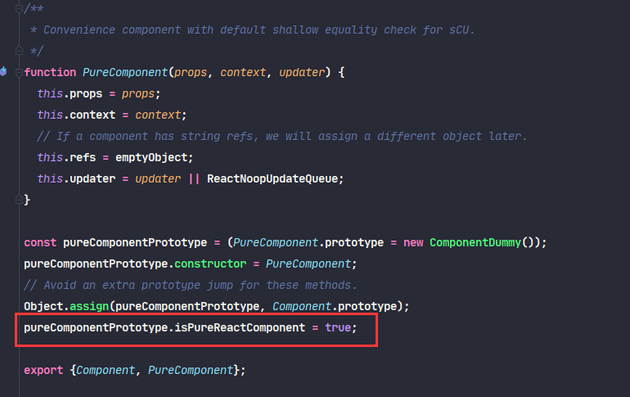 /**
 * Convenience component with default shallow equality check for sCU.
 */
function PureComponent(props, context, updater) {
  this.props = props;
  this.context = context;
  // If a component has string refs, we will assign a different object later.
  this.refs = emptyObject;
  this.updater = updater || ReactNoopUpdateQueue;
}
const pureComponentPrototype = (PureComponent.prototype = new ComponentDummy());
pureComponentPrototype.constructor = PureComponent;
// Avoid an extra prototype jump for these methods.
Object.assign(pureComponentPrototype, Component.prototype);
pureComponentPrototype.isPureReactComponent = true;
export {Component, PureComponent};